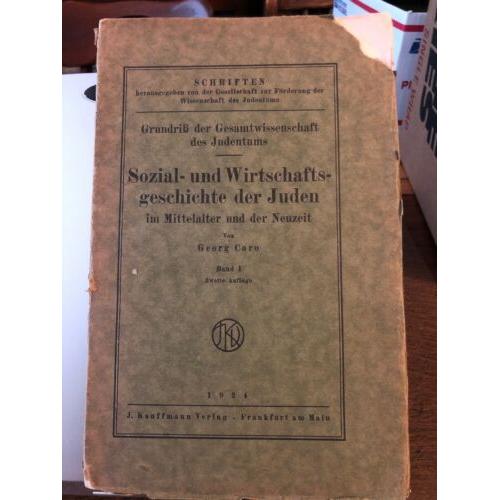 SCHRIFTEN
herausgegeben von der Gesellschaft zur Förderung der
Wissenschaft des Judentums
Grundriß der Gesamtwissenschaft
des Judentums
Sozial- und Wirtschafts-
geschichte der Juden
im Mittelalter und der Neuzeit
Von
Georg Caro
Band I
Zweite Auflage
1924
J. Kauffmann Verlag - Frankfurt am Main